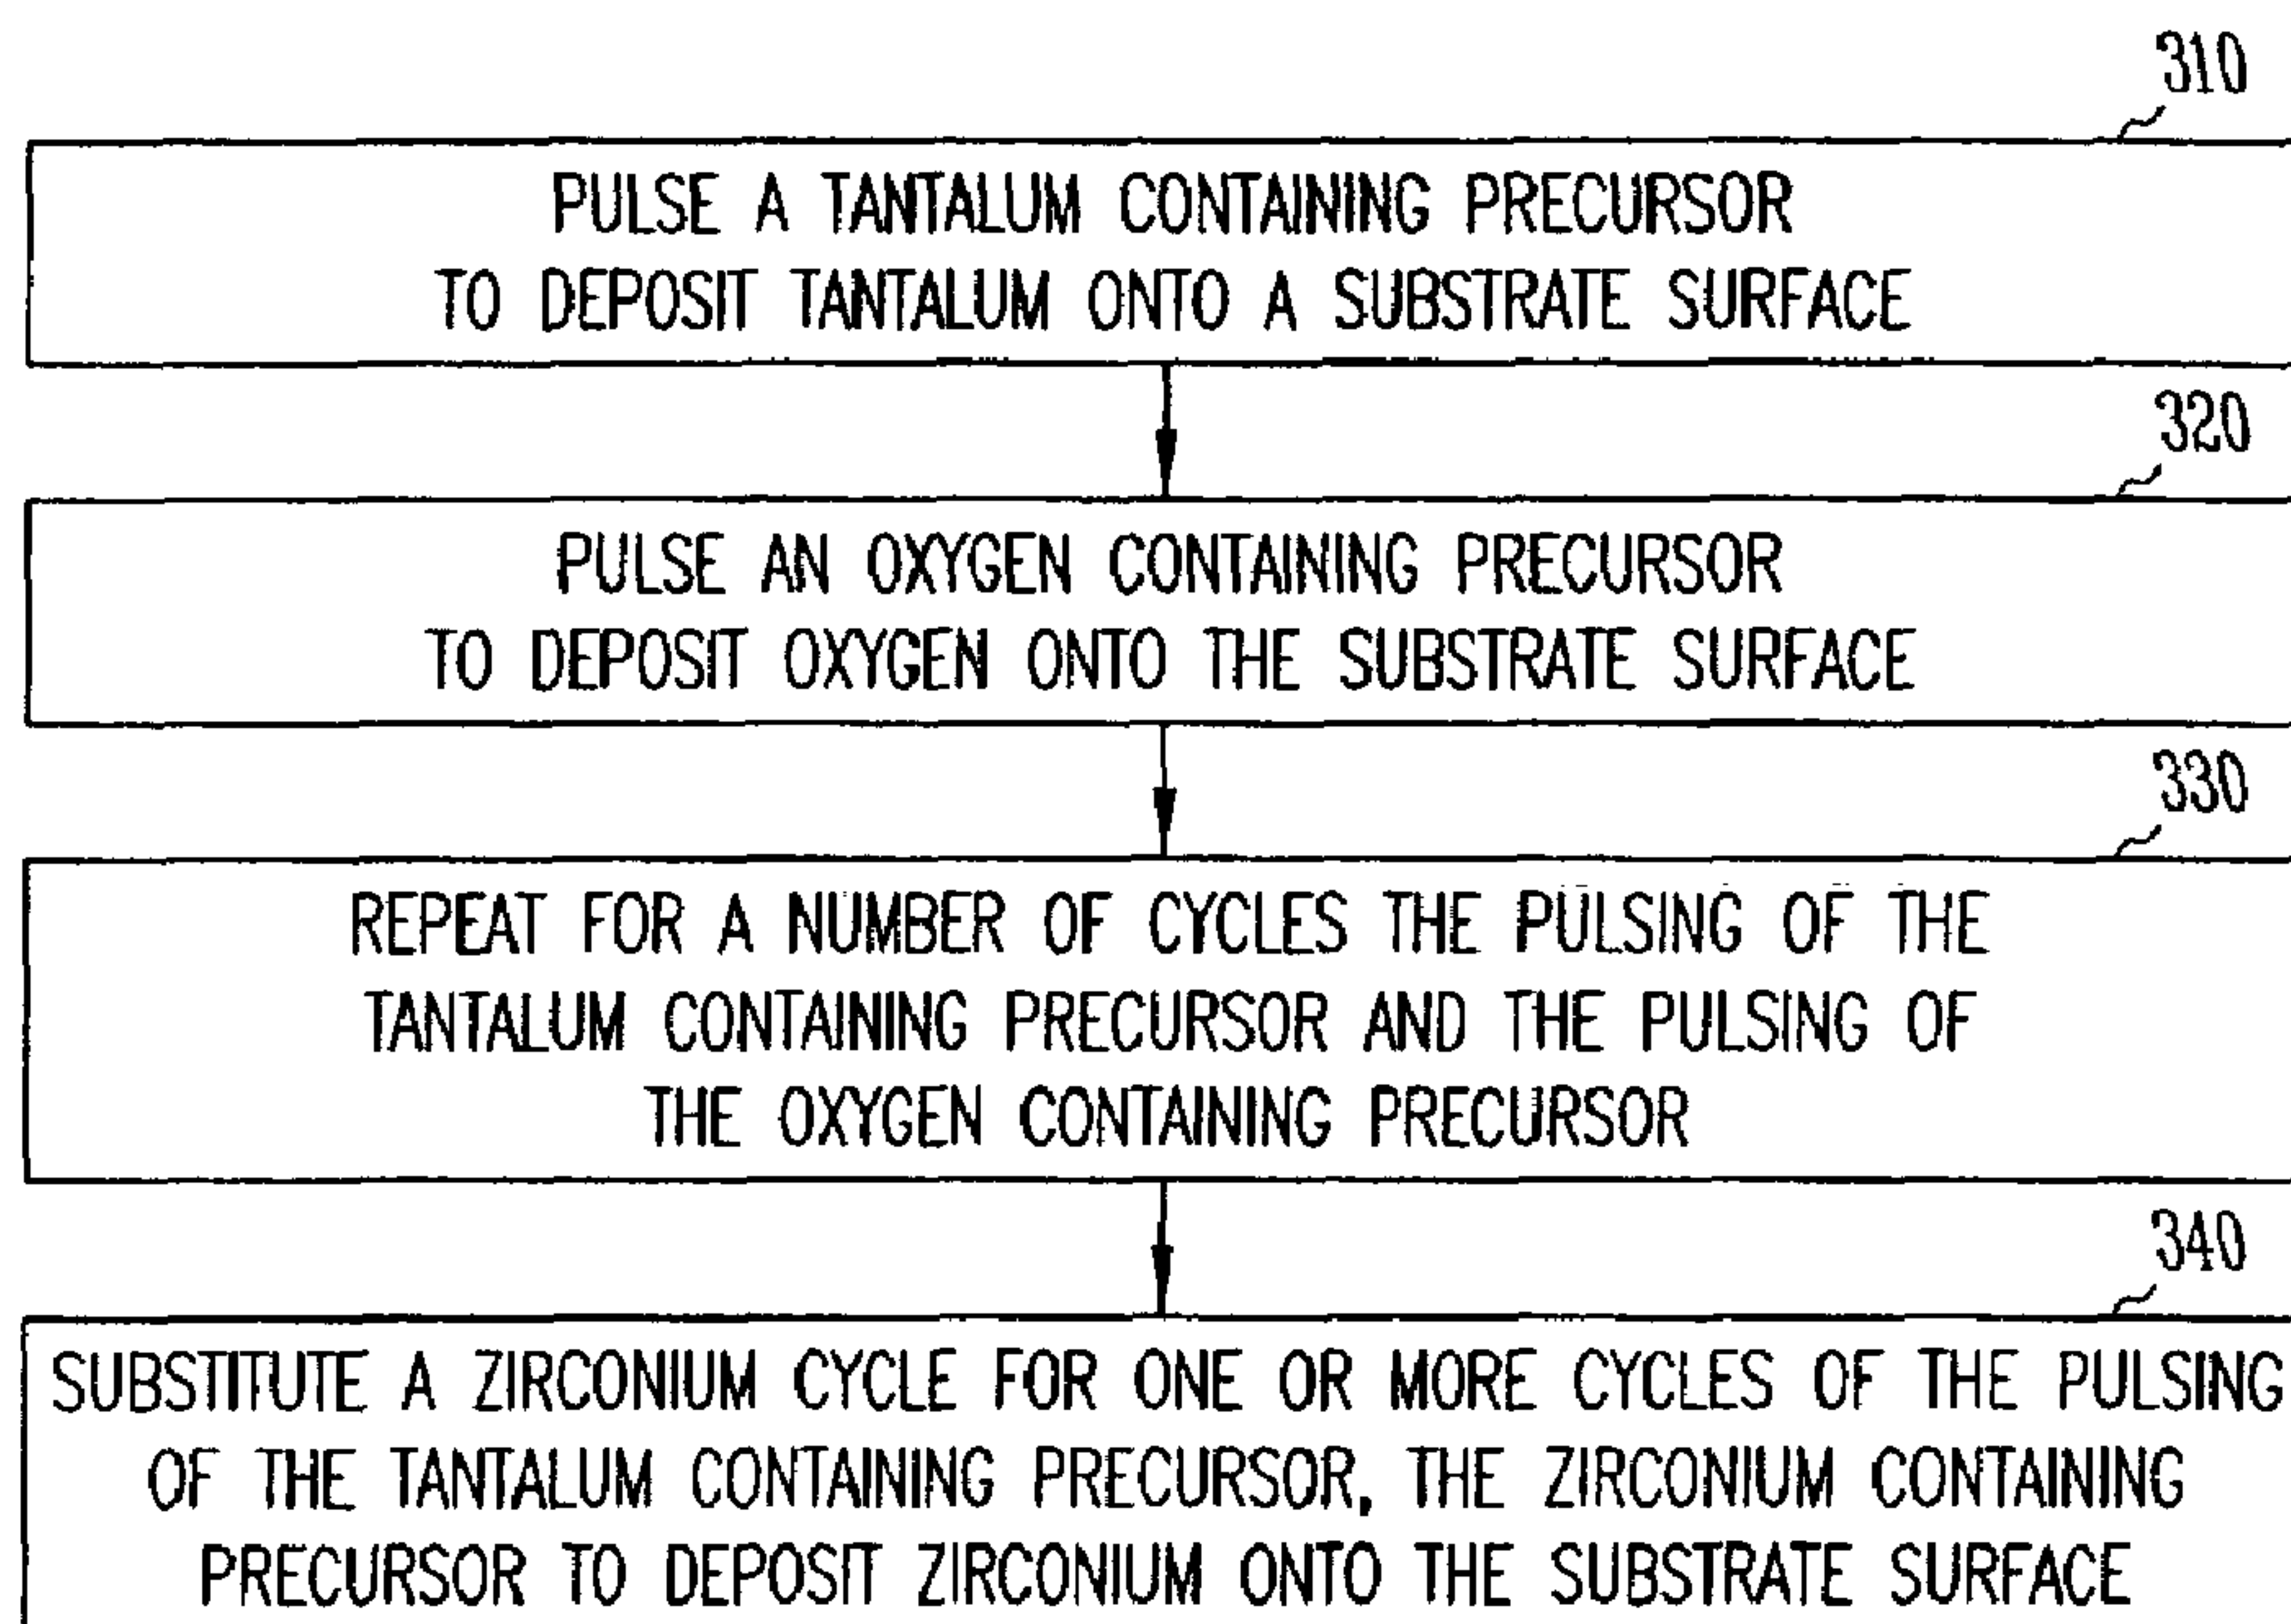 310
PULSE A TANTALUM CONTAINING PRECURSOR
TO DEPOSIT TANTALUM ONTO A SUBSTRATE SURFACE
320
PULSE AN OXYGEN CONTAINING PRECURSOR
TO DEPOSIT OXYGEN ONTO THE SUBSTRATE SURFACE
330
REPEAT FOR A NUMBER OF CYCLES THE PULSING OF THE
TANTALUM CONTAINING PRECURSOR AND THE PULSING OF
THE OXYGEN CONTAINING PRECURSOR
340
SUBSTITUTE A ZIRCONIUM CYCLE FOR ONE OR MORE CYCLES OF THE PULSING
OF THE TANTALUM CONTAINING PRECURSOR, THE ZIRCONIUM CONTAINING
PRECURSOR TO DEPOSIT ZIRCONIUM ONTO THE SUBSTRATE SURFACE